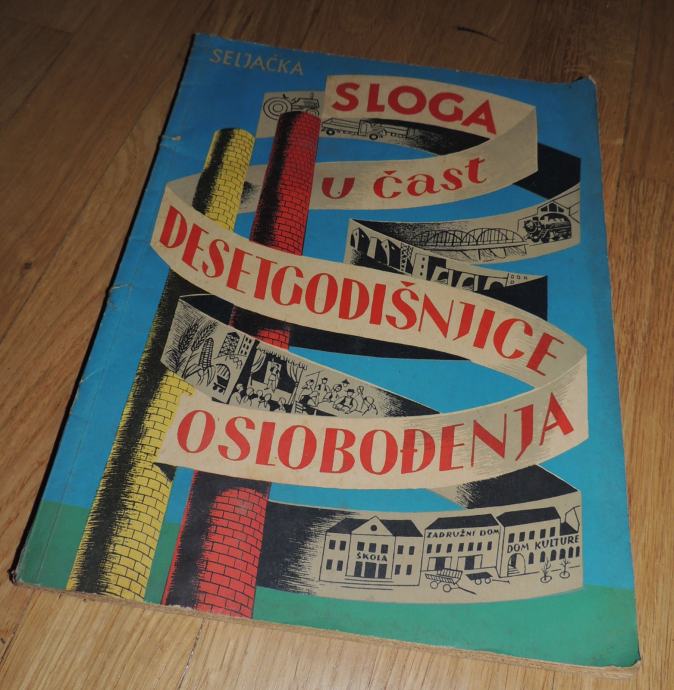 SELJAČKA
SLOGA
u čast
DESETGODIŠNJICE
OSLOBOĐENJA
ŠKOLA
ZADRUŽNI DOM
DOM KULTURE